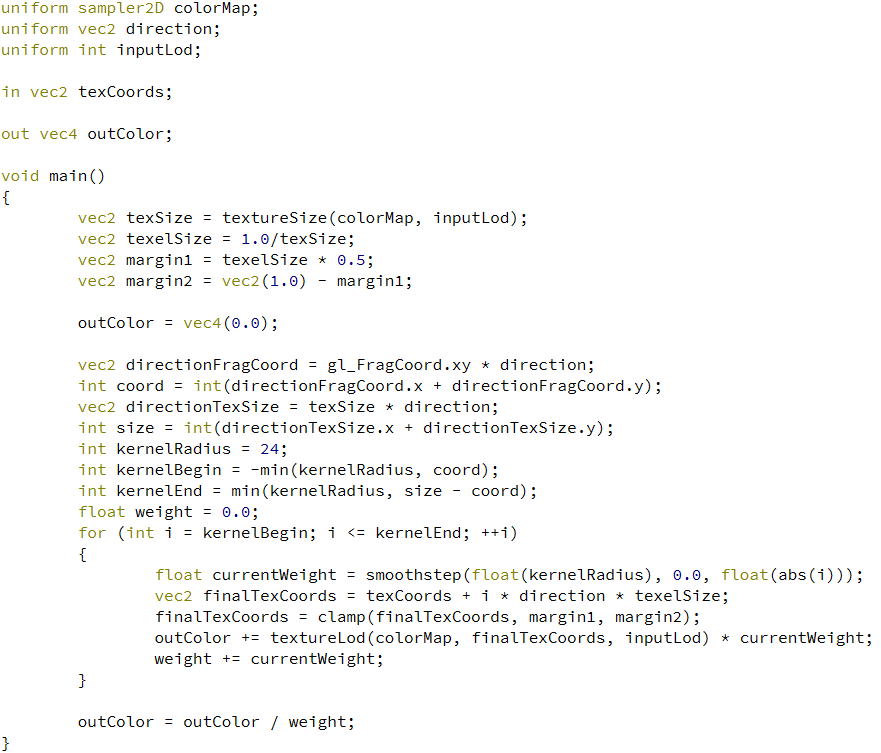 uniform sampler2D colorMap;
uniform vec2 direction;
uniform int inputLod;

in vec2 texCoords;

out vec4 outColor;

void main()
{
	vec2 texSize = textureSize(colorMap, inputLod);
	vec2 texelSize = 1.0/texSize;
	vec2 margin1 = texelSize * 0.5;
	vec2 margin2 = vec2(1.0) - margin1;

	outColor = vec4(0.0);

	vec2 directionFragCoord = gl_FragCoord.xy * direction;
	int coord = int(directionFragCoord.x + directionFragCoord.y);
	vec2 directionTexSize = texSize * direction;
	int size = int(directionTexSize.x + directionTexSize.y);
	int kernelRadius = 24;
	int kernelBegin = -min(kernelRadius, coord);
	int kernelEnd = min(kernelRadius, size - coord);
	float weight = 0.0;
	for (int i = kernelBegin; i <= kernelEnd; ++i)
	{
		float currentWeight = smoothstep(float(kernelRadius), 0.0, float(abs(i)));
		vec2 finalTexCoords = texCoords + i * direction * texelSize;
		finalTexCoords = clamp(finalTexCoords, margin1, margin2);
		outColor += textureLod(colorMap, finalTexCoords, inputLod) * currentWeight;
		weight += currentWeight;
	}

	outColor = outColor / weight;
}